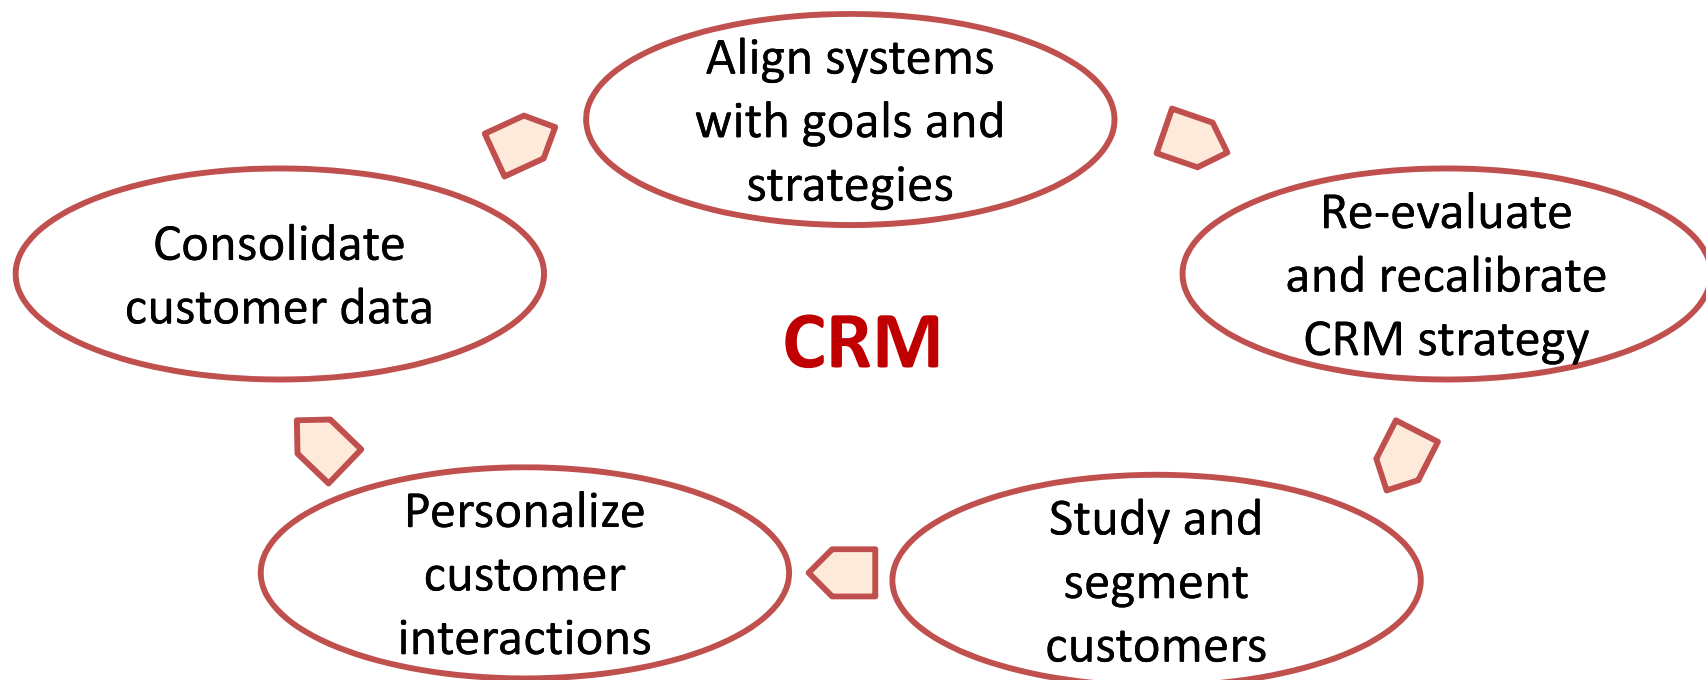 Align systems
with goals and
strategies
Re-evaluate
and recalibrate
CRM strategy
Study and
segment
customers
Personalize
customer
interactions
Consolidate
customer data
CRM